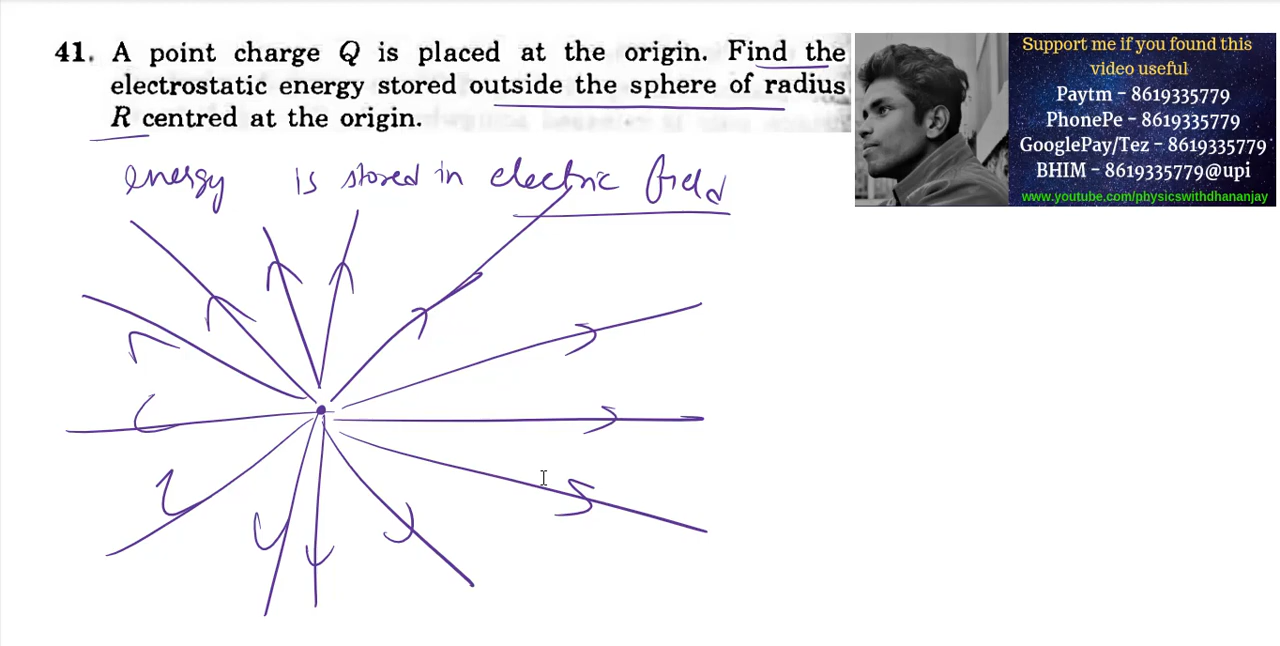 41. A point charge Q is placed at the origin. Find the
electrostatic energy stored outside the sphere of radius
R centred at the origin.
energy is stored in electric field
Support me if you found this
video useful
Paytm - 8619335779
PhonePe - 8619335779
GooglePay/Tez - 8619335779
BHIM - 8619335779@upi
www.youtube.com/physicswithdhananjay